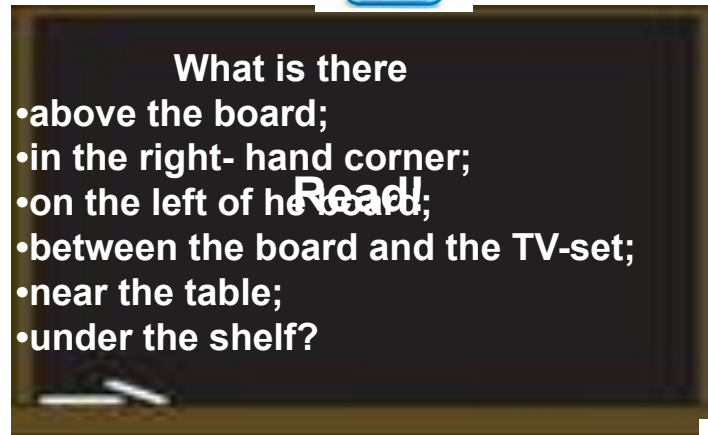 What is there
•above the board;
•in the right- hand corner;
•on the left of he board;
Read!
•between the board and the TV-set;
•near the table;
•under the shelf?